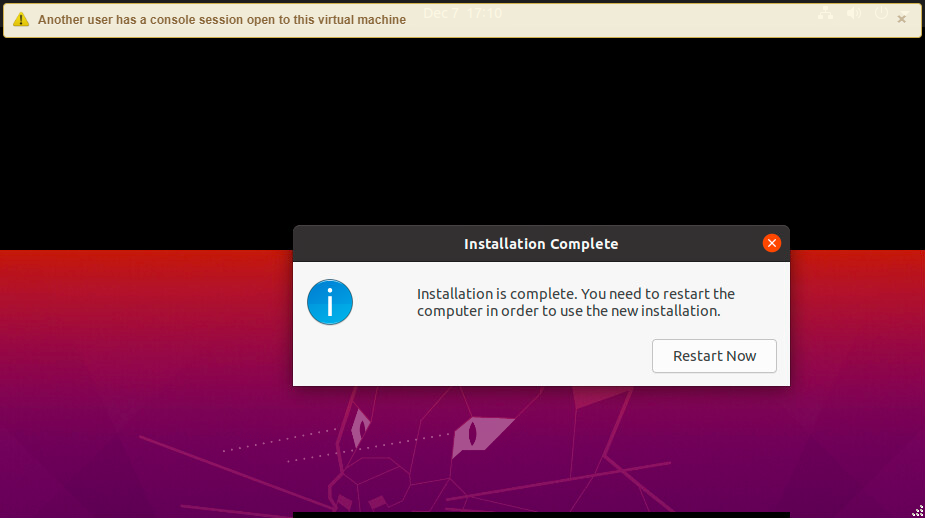 Another user has a console session open to this virtual machine
Dec 7 17:10
Installation Complete
Installation is complete. You need to restart the
computer in order to use the new installation.
Restart Now